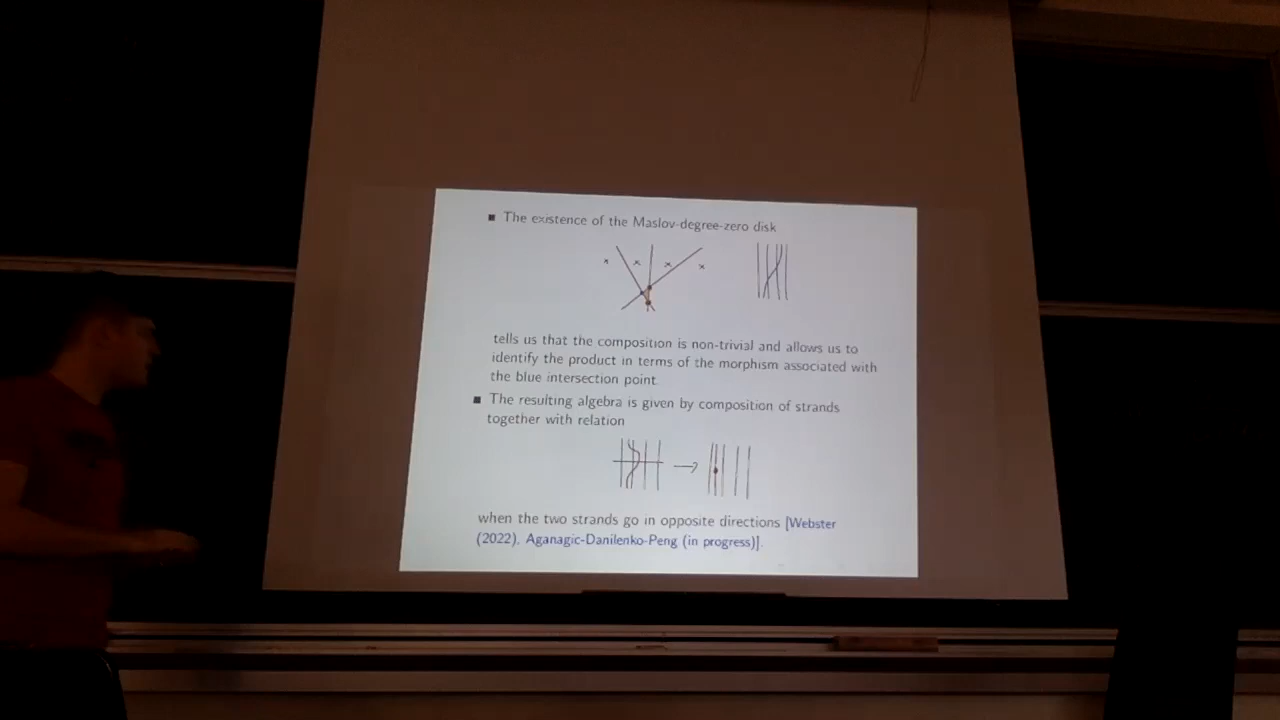 The existence of the Maslov-degree-zero disk
tells us that the composition is non-trivial and allows us to
identify the product in terms of the morphism associated with
the blue intersection point.
The resulting algebra is given by composition of strands
together with relation
when the two strands go in opposite directions [Webster
(2022), Aganagic-Danilenko-Peng (in progress)].